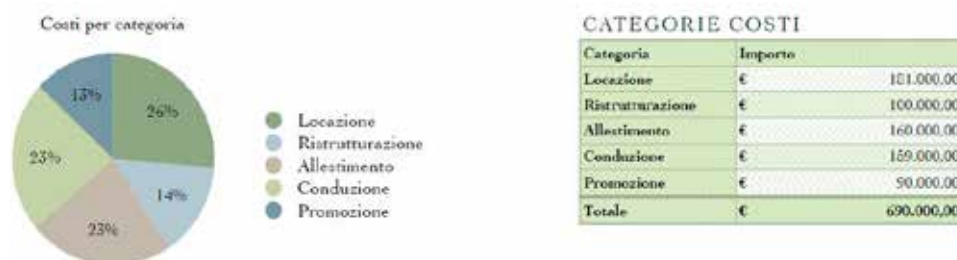 Costi per categoria
13%
26%
23%
14%
23%
Locazione
Ristrutturazione
Allestimento
Conduzione
Promozione
CATEGORIE COSTI
Categoria Importo
Locazione € 181.000,00
Ristrutturazione € 100.000,00
Allestimento € 160.000,00
Conduzione € 159.000,00
Promozione € 90.000,00
Totale € 690.000,00